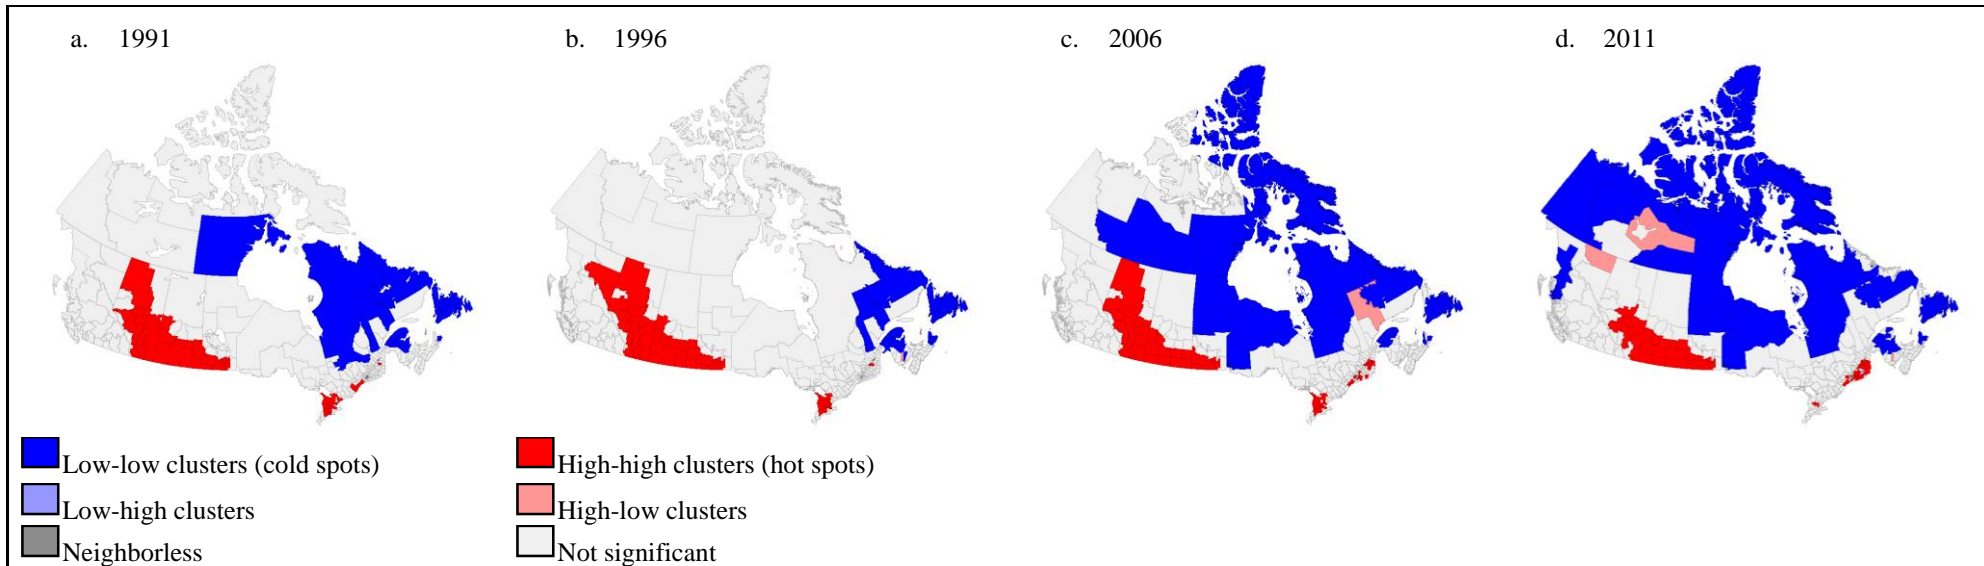 a. 1991
b. 1996
c. 2006
d. 2011
Low-low clusters (cold spots)
High-high clusters (hot spots)
Low-high clusters
High-low clusters
Neighborless
Not significant